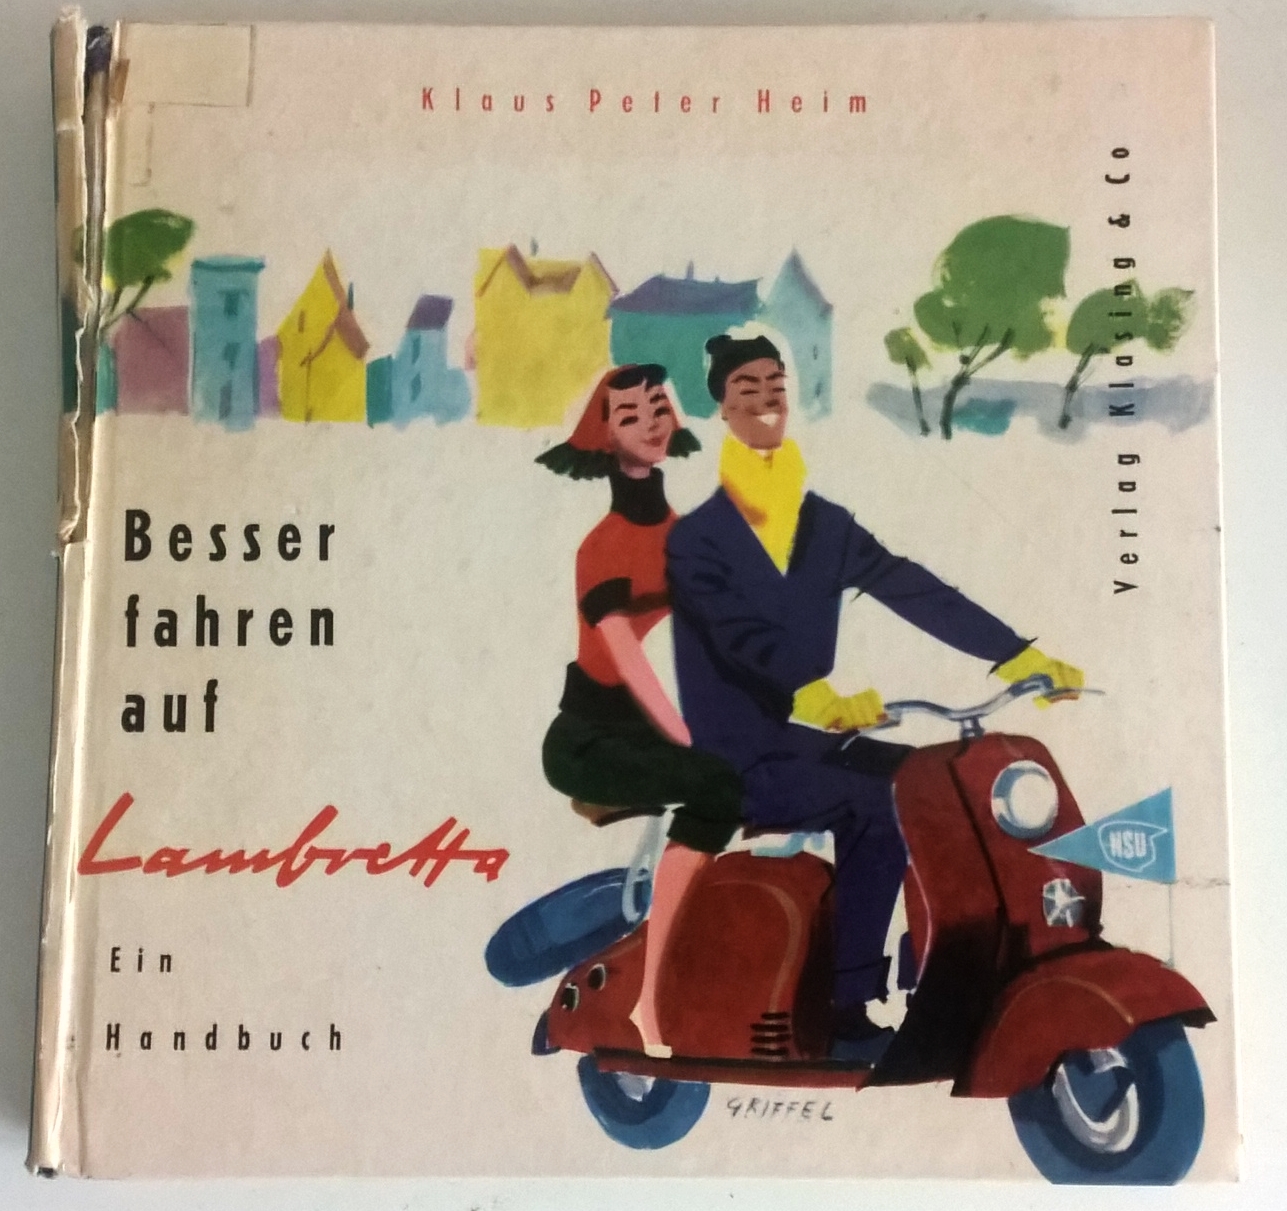 Klaus Peter Heim
Verlag Klasing & Co
Besser
fahren
auf
Lambretta
Ein
Handbuch
NSU
GRIFFEL